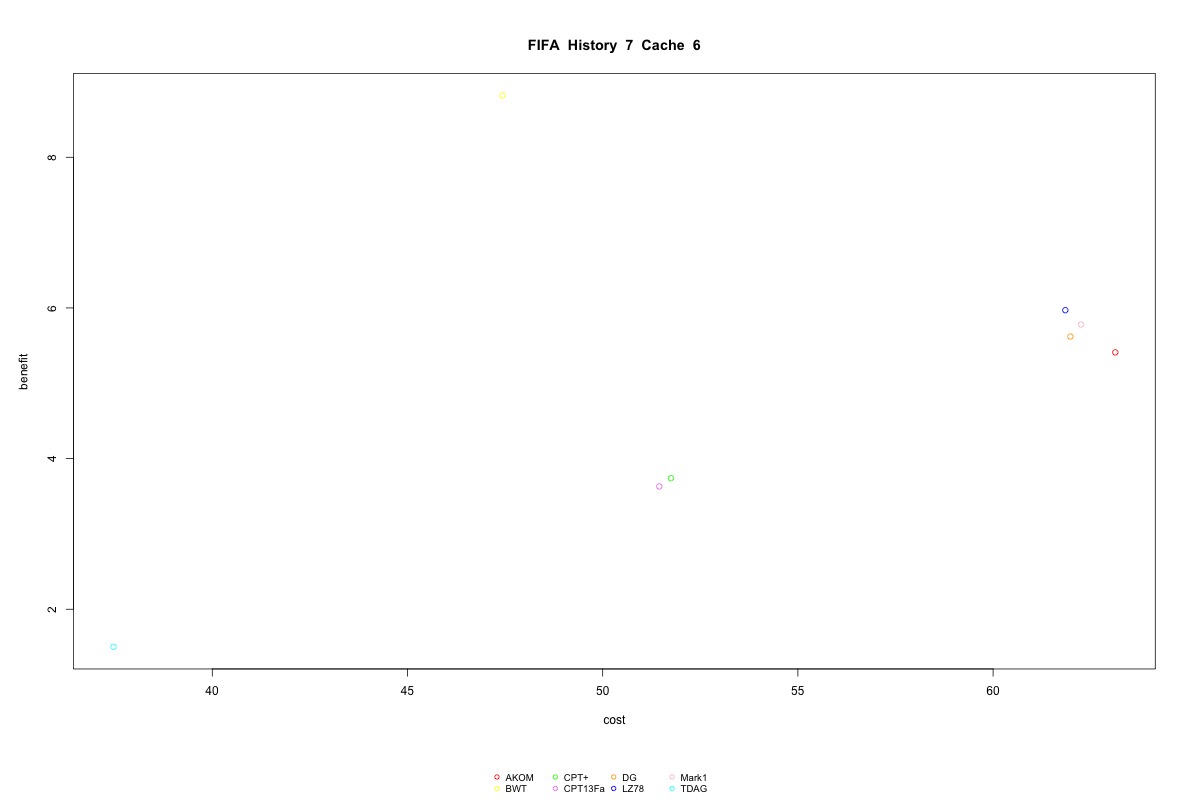 FIFA History 7 Cache 6
8
6
4
2
benefit
40 45 50 55 60
cost
AKOM CPT+ DG Mark1
BWT CPT13Fa LZ78 TDAG